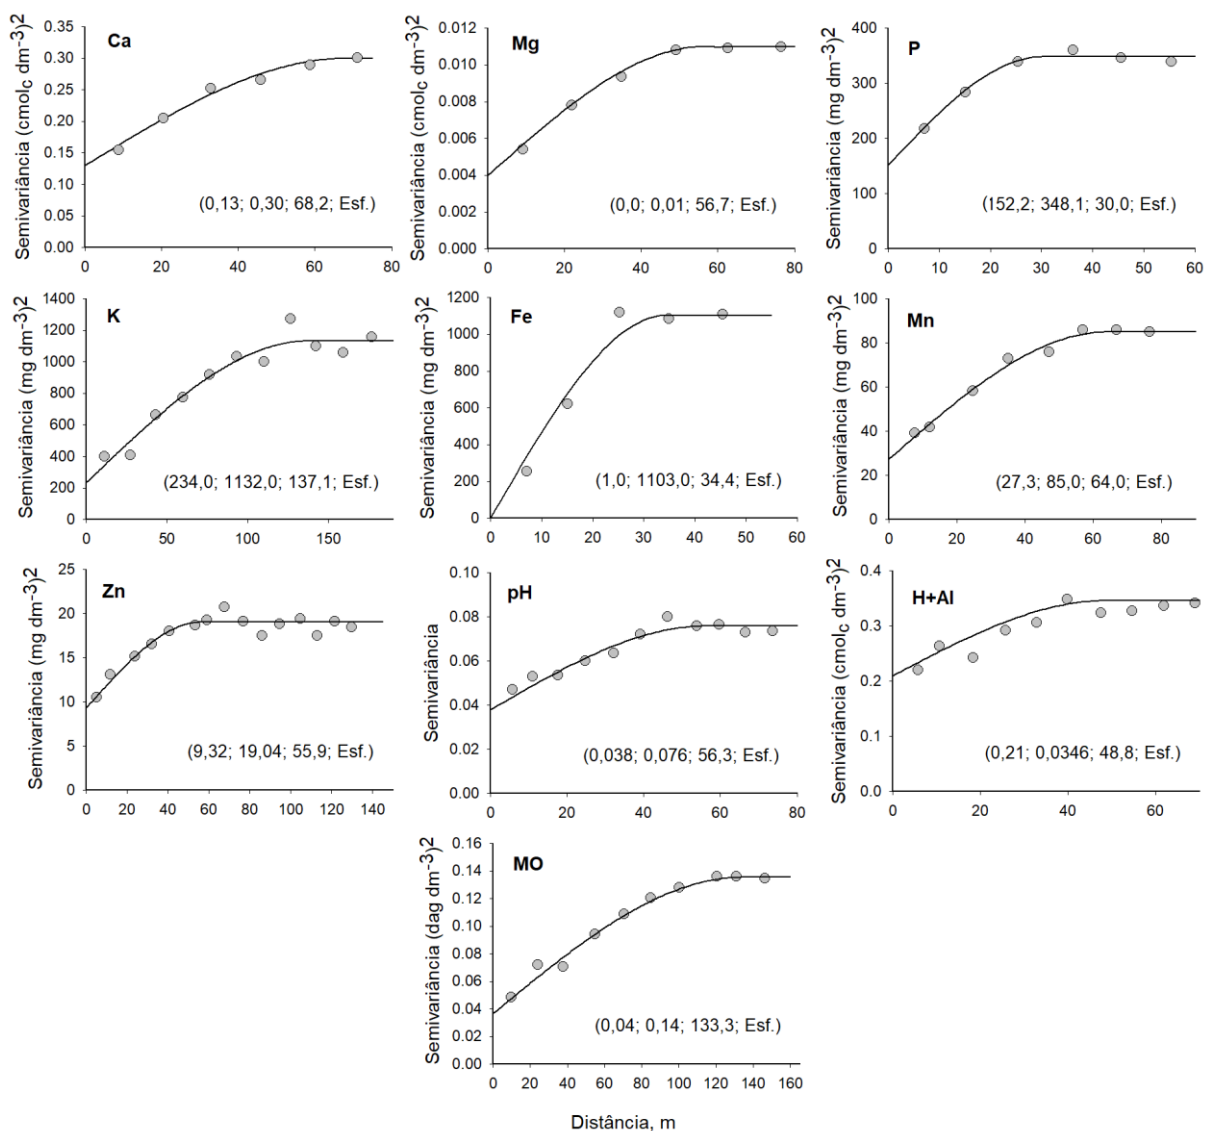 Ca
Semivariância (cmolc dm-3)2
0.35
0.30
0.25
0.20
0.15
0.10
0.05
0.00
(0,13; 0,30; 68,2; Esf.)
0 20 40 60 80
Mg
Semivariância (cmolc dm-3)2
0.012
0.010
0.008
0.006
0.004
0.002
0.000
(0,0; 0,01; 56,7; Esf.)
0 20 40 60 80
P
Semivariância (mg dm-3)2
400
300
200
100
0
(152,2; 348,1; 30,0; Esf.)
0 10 20 30 40 50 60
K
Semivariância (mg dm-3)2
1400
1200
1000
800
600
400
200
0
(234,0; 1132,0; 137,1; Esf.)
0 50 100 150
Fe
Semivariância (mg dm-3)2
1200
1000
800
600
400
200
0
(1,0; 1103,0; 34,4; Esf.)
0 10 20 30 40 50 60
Mn
Semivariância (mg dm-3)2
100
80
60
40
20
0
(27,3; 85,0; 64,0; Esf.)
0 20 40 60 80
Zn
Semivariância (mg dm-3)2
25
20
15
10
5
0
(9,32; 19,04; 55,9; Esf.)
0 20 40 60 80 100 120 140
pH
Semivariância
0.10
0.08
0.06
0.04
0.02
0.00
(0,038; 0,076; 56,3; Esf.)
0 20 40 60 80
H+Al
Semivariância (cmolc dm-3)2
0.4
0.3
0.2
0.1
0.0
(0,21; 0,0346; 48,8; Esf.)
0 20 40 60
MO
Semivariância (dag dm-3)2
0.16
0.14
0.12
0.10
0.08
0.06
0.04
0.02
0.00
(0,04; 0,14; 133,3; Esf.)
0 20 40 60 80 100 120 140 160
Distância, m